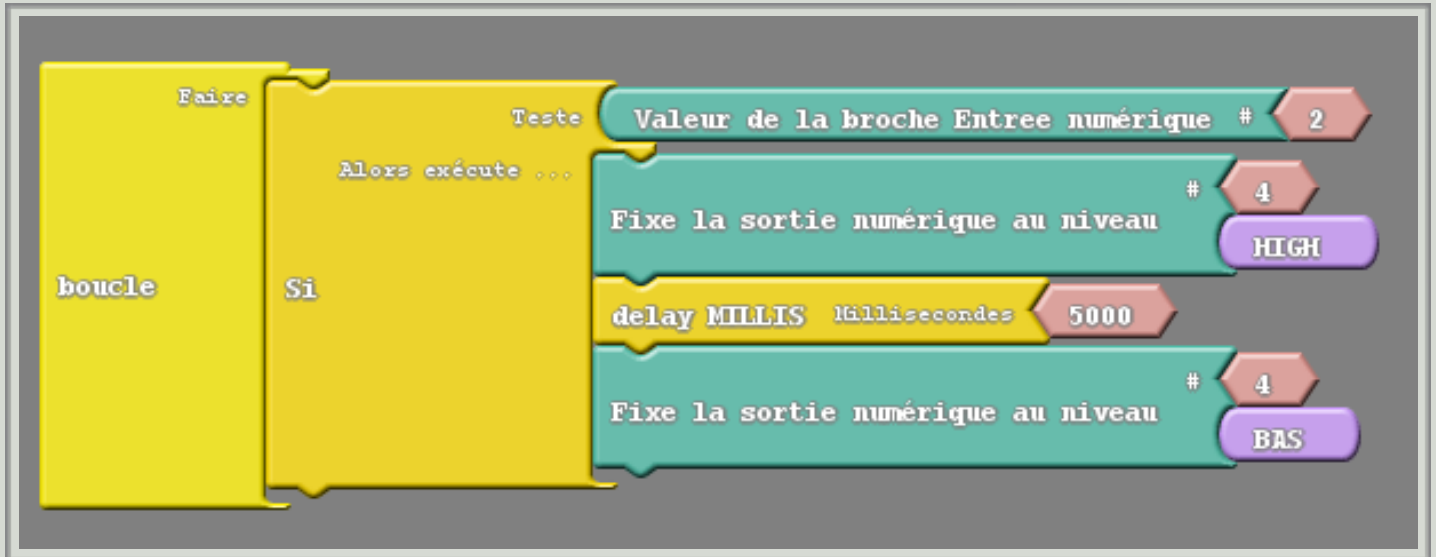 Faire
Teste
Valeur de la broche Entree numérique # 2
Alors exécute ...
# 4
Fixe la sortie numérique au niveau
HIGH
boucle
Si
delay MILLIS Millisecondes 5000
# 4
Fixe la sortie numérique au niveau
BAS